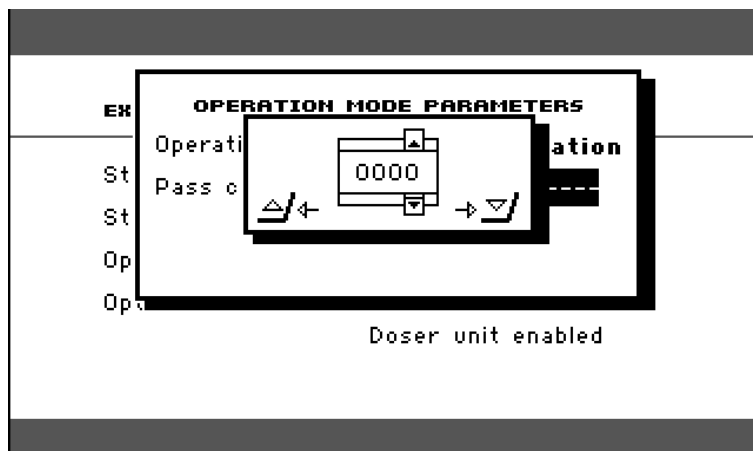 EX
OPERATION MODE PARAMETERS
Operati ation
Pass c
0000
St
St
Op
Op
Doser unit enabled